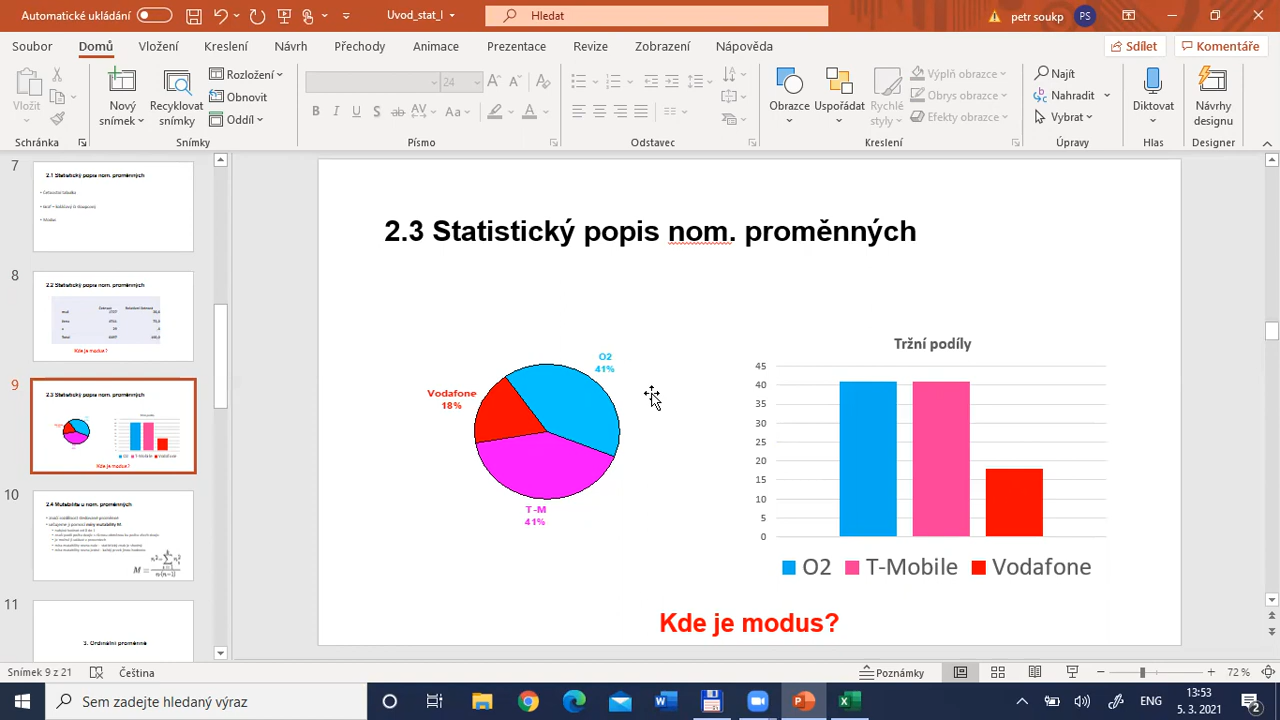 Automatické ukládání
Uvod_stat_I
Hledat
petr soukp
PS
Soubor
Domů
Vložení
Kreslení
Návrh
Přechody
Animace
Prezentace
Revize
Zobrazení
Nápověda
Sdílet
Komentáře
Vložit
Nový
snímek
Recyklovat
snímky
Rozložení
Obnovit
Oddíl
24
Obrazce
Uspořádat
Rychlé
styly
Výplň obrazce
Obrys obrazce
Efekty obrazce
Najít
Nahradit
Vybrat
Diktovat
Návrhy
designu
Schránka
Snímky
Písmo
Odstavec
Kreslení
Úpravy
Hlas
Designer
7
2.1 Statistický popis nominálních proměnných
8
2.2 Statistický popis nom. proměnných
Kde je modus?
9
2.3 Statistický popis nom. proměnných
Kde je modus?
10
2.4 Mutabilita u nom. proměnných
11
3. Ordinální proměnné
2.3 Statistický popis nom. proměnných
O2
41%
Vodafone
18%
T-M
41%
Tržní podíly
45
40
35
30
25
20
15
10
5
0
O2 T-Mobile Vodafone
Kde je modus?
Snímek 9 z 21
Čeština
Poznámky
72 %
Sem zadejte hledaný výraz
ENG
13:53
5. 3. 2021
2